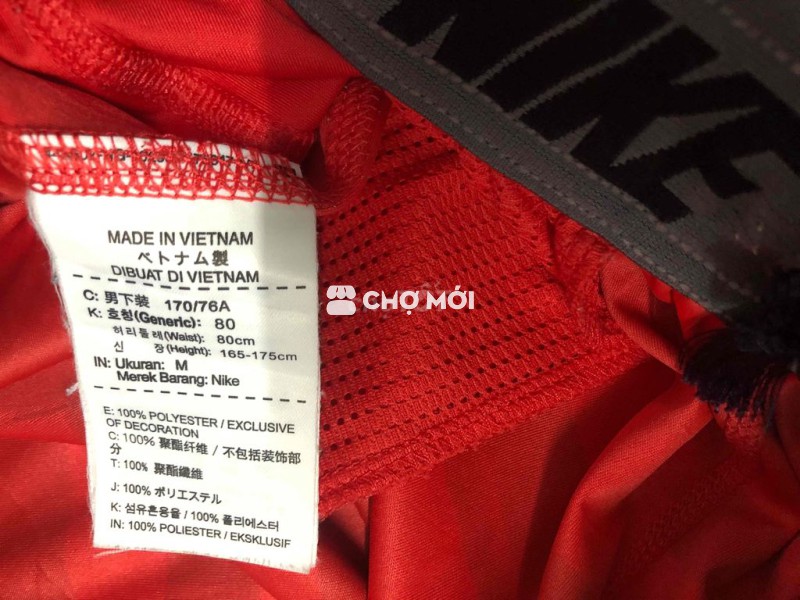 NIKE
MADE IN VIETNAM
ベトナム製
DIBUAT DI VIETNAM
C: 男下装 170/76A
K: 호칭(Generic): 80
허리둘레(Waist): 80cm
신 장(Height): 165-175cm
IN: Ukuran: M
Merek Barang: Nike
E: 100% POLYESTER / EXCLUSIVE
OF DECORATION
C: 100% 聚酯纤维 / 不包括装饰部
分
T: 100% 聚酯纖維
J: 100% ポリエステル
K: 섬유혼용율 / 100% 폴리에스터
IN: 100% POLIESTER / EKSKLUSIF
CHỢ MỚI